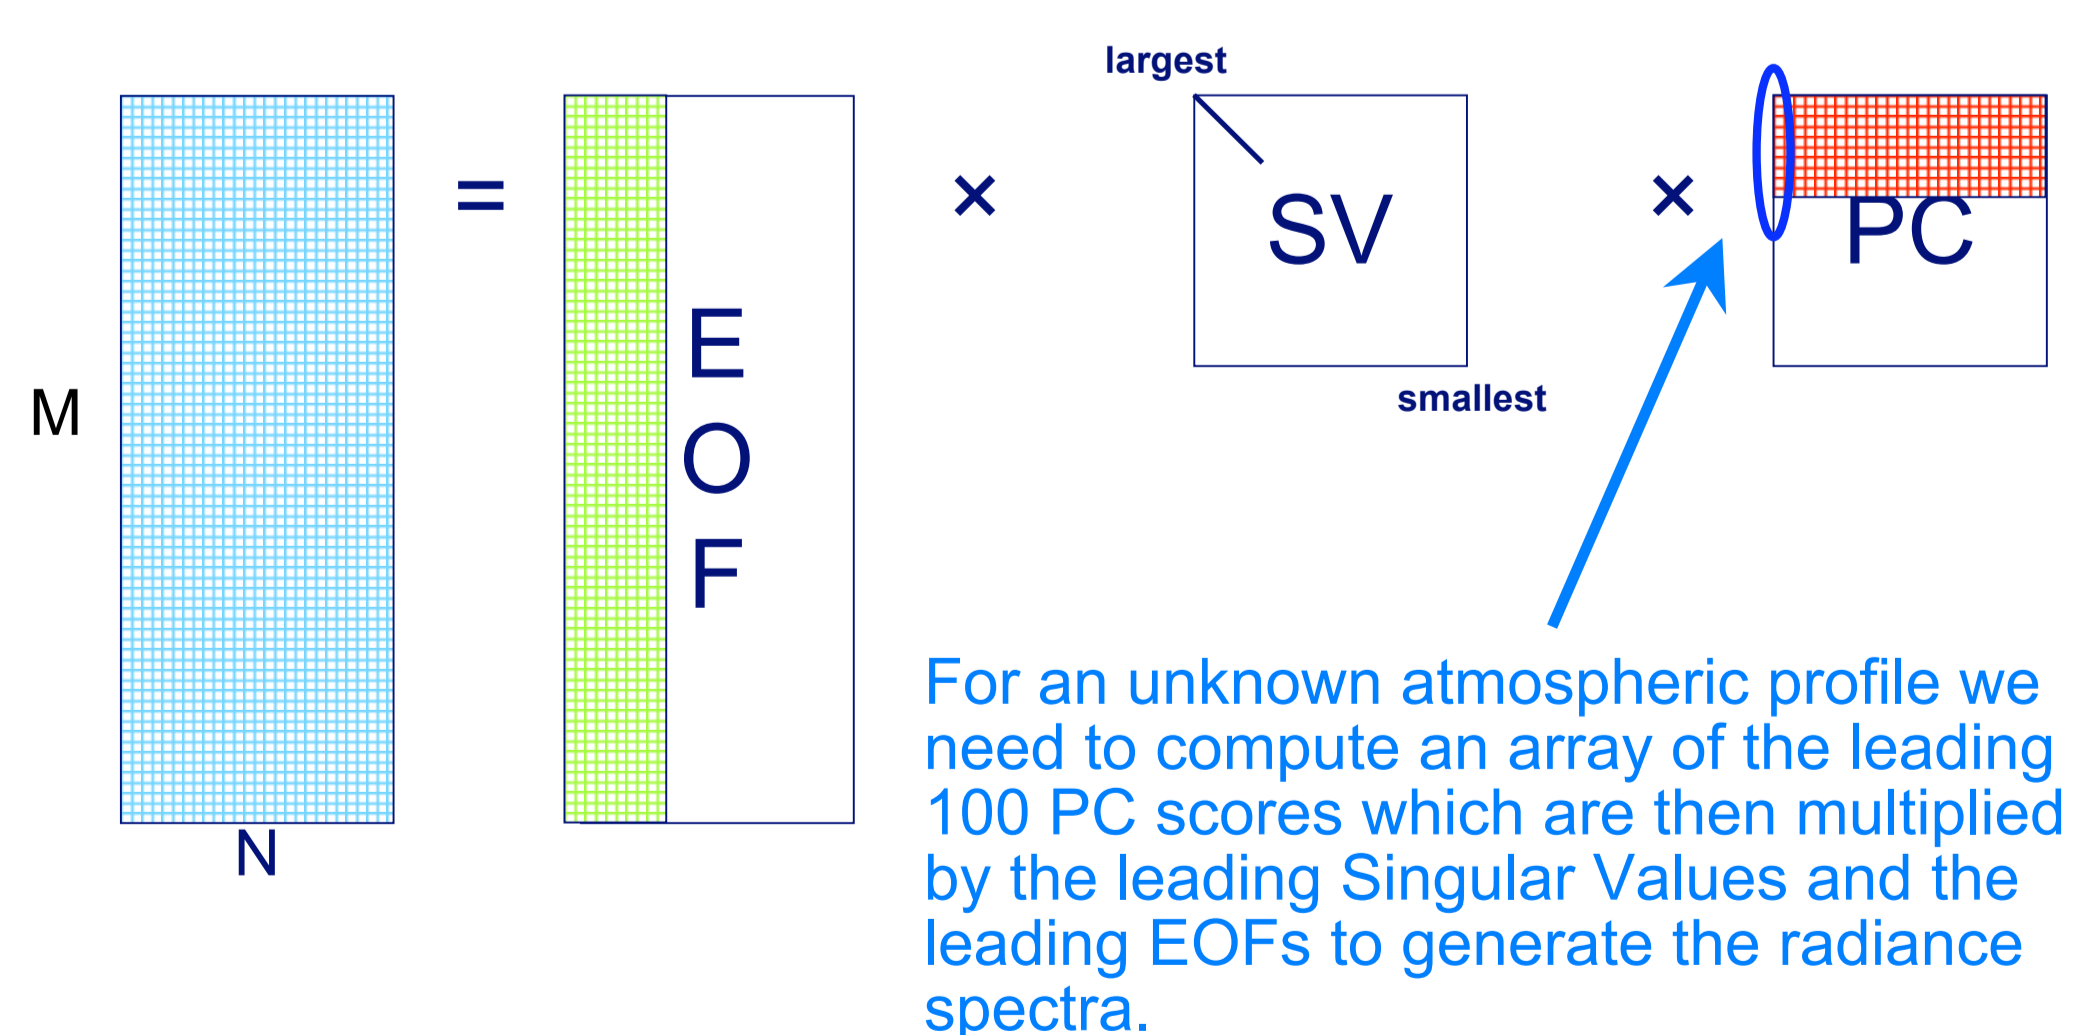 largest
=
×
SV
×
PC
E
O
F
M
smallest
N
For an unknown atmospheric profile we
need to compute an array of the leading
100 PC scores which are then multiplied
by the leading Singular Values and the
leading EOFs to generate the radiance
spectra.